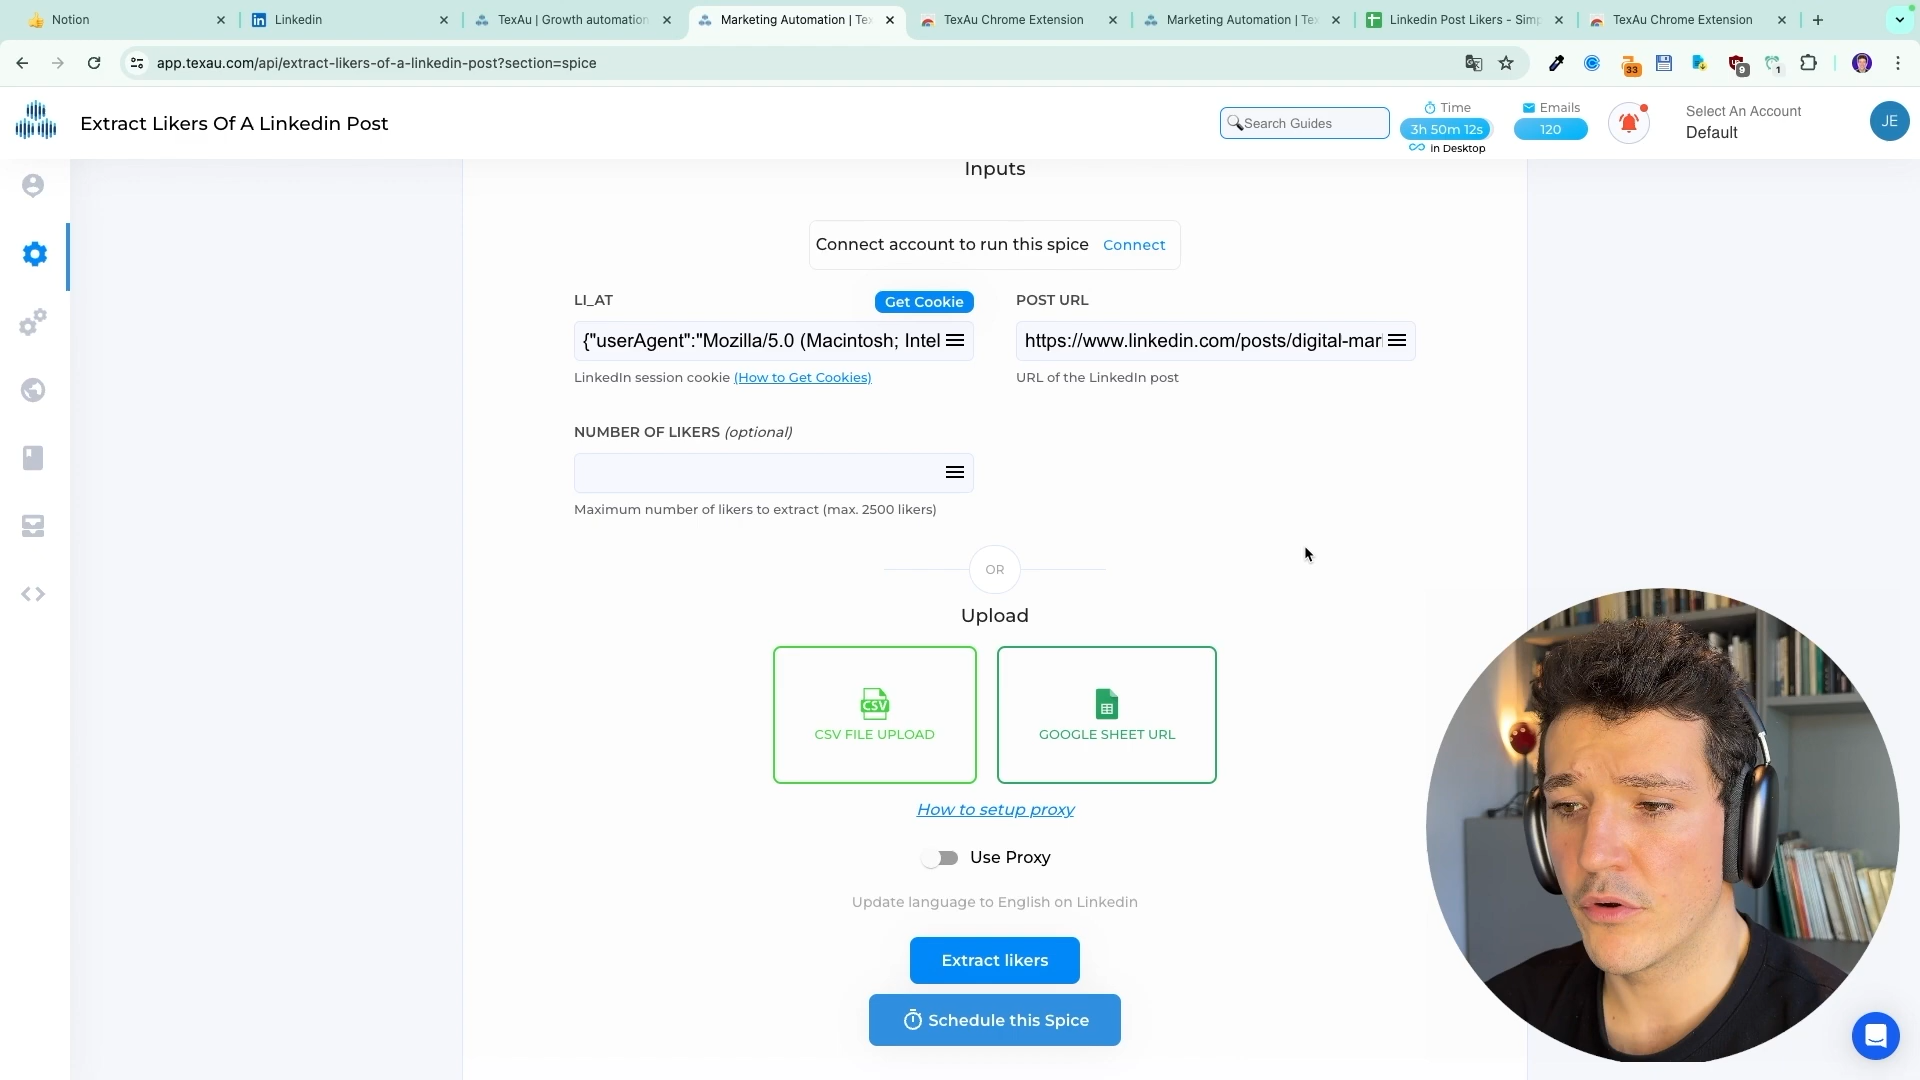 Notion
Linkedin
TexAu | Growth automation
Marketing Automation | Tex
TexAu Chrome Extension
Marketing Automation | Tex
Linkedin Post Likers - Simp
TexAu Chrome Extension
app.texau.com/api/extract-likers-of-a-linkedin-post?section=spice
33
9
1
Extract Likers Of A Linkedin Post
Search Guides
Time
3h 50m 12s
in Desktop
Emails
120
Select An Account
Default
JE
Inputs
Connect account to run this spice Connect
LI_AT
Get Cookie
POST URL
{"userAgent":"Mozilla/5.0 (Macintosh; Intel
https://www.linkedin.com/posts/digital-mar
LinkedIn session cookie (How to Get Cookies)
URL of the LinkedIn post
NUMBER OF LIKERS (optional)
Maximum number of likers to extract (max. 2500 likers)
OR
Upload
CSV
CSV FILE UPLOAD
GOOGLE SHEET URL
How to setup proxy
Use Proxy
Update language to English on Linkedin
Extract likers
Schedule this Spice